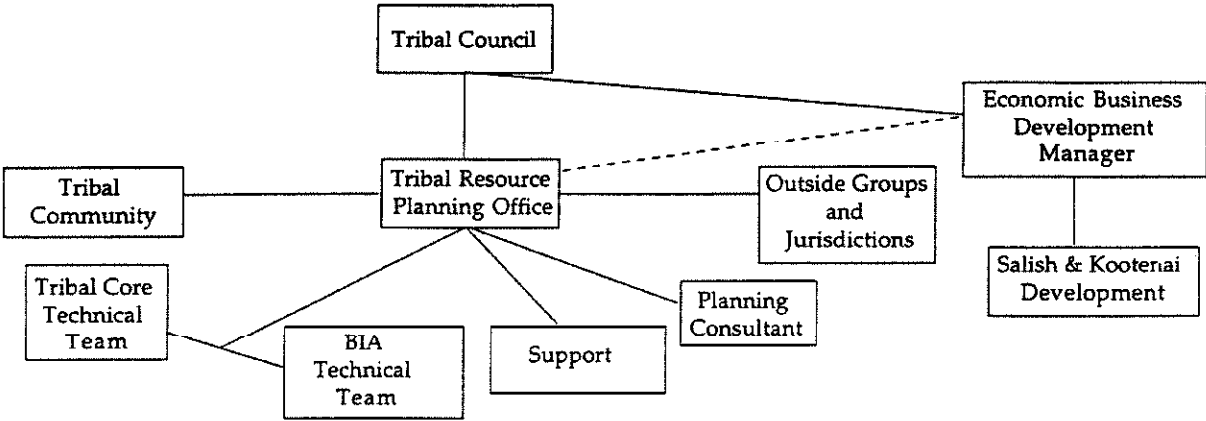 Tribal Council
Economic Business
Development
Manager
Tribal
Community
Tribal Resource
Planning Office
Outside Groups
and
Jurisdictions
Salish & Kootenai
Development
Tribal Core
Technical
Team
BIA
Technical
Team
Support
Planning
Consultant